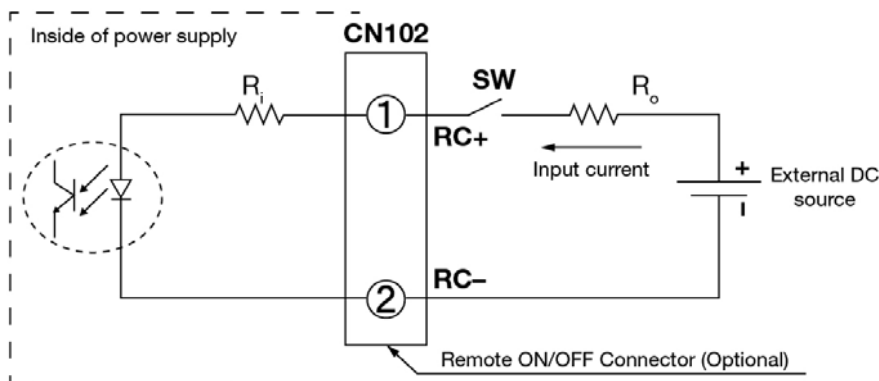 Inside of power supply
CN102
SW
Ri
Ro
1
RC+
Input current
+
External DC
source
-
2
RC–
Remote ON/OFF Connector (Optional)